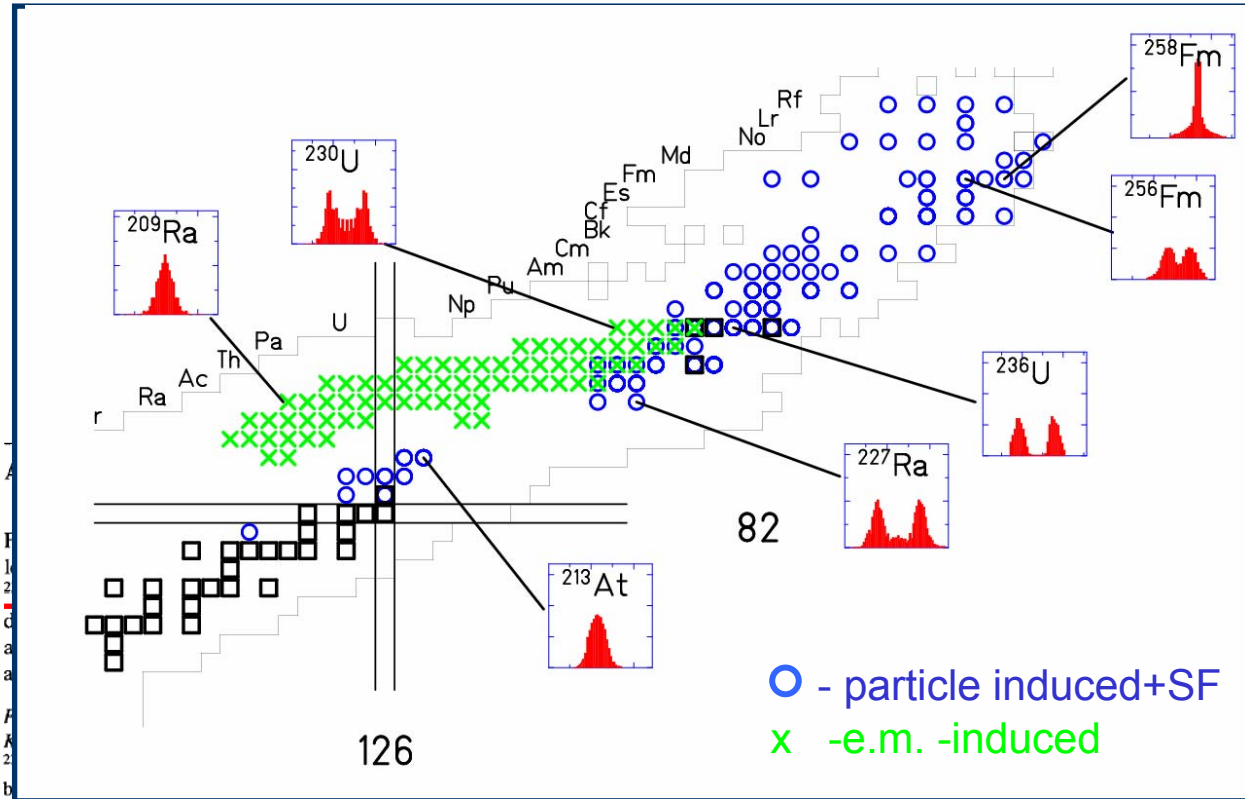 258Fm
Rf
Lr
No
230U
Md
Fm
Es
Cf
Bk
256Fm
209Ra
Cm
Am
Pu
Np
U
Pa
Th
Ac
Ra
r
236U
227Ra
82
213At
O - particle induced+SF
x -e.m. -induced
126